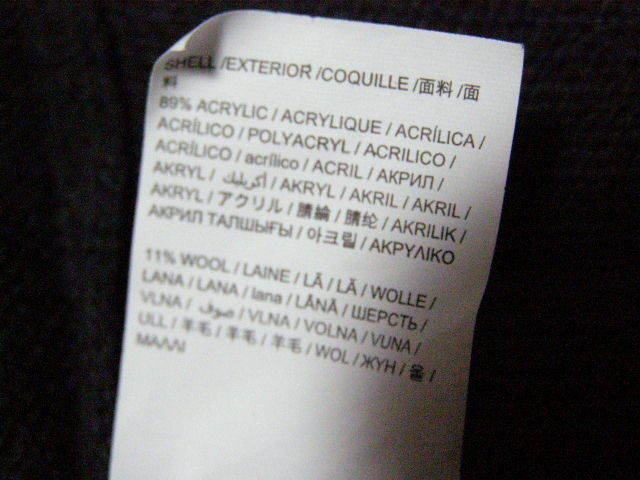 SHELL /EXTERIOR /COQUILLE /面料 /面
料
89% ACRYLIC / ACRYLIQUE / ACRÍLICA /
ACRÍLICO / POLYACRYL / ACRILICO /
ACRÍLICO / acrílico / ACRIL / АКРИЛ /
AKRYL / أكريليك / AKRYL / AKRIL / AKRIL /
AKRYL / アクリル / 腈綸 / 腈纶 / AKRILIK /
АКРИЛ ТАЛШЫҒЫ / 아크릴 / ΑΚΡΥΛΙΚΟ
11% WOOL / LAINE / LÃ / LÃ / WOLLE /
LANA / LANA / lana / LÂNĂ / ШЕРСТЬ /
VLNA / صوف / VLNA / VOLNA / VUNA /
ULL / 羊毛 / 羊毛 / 羊毛 / WOL / ЖҮН / 울 /
ΜΑΛΛΙ